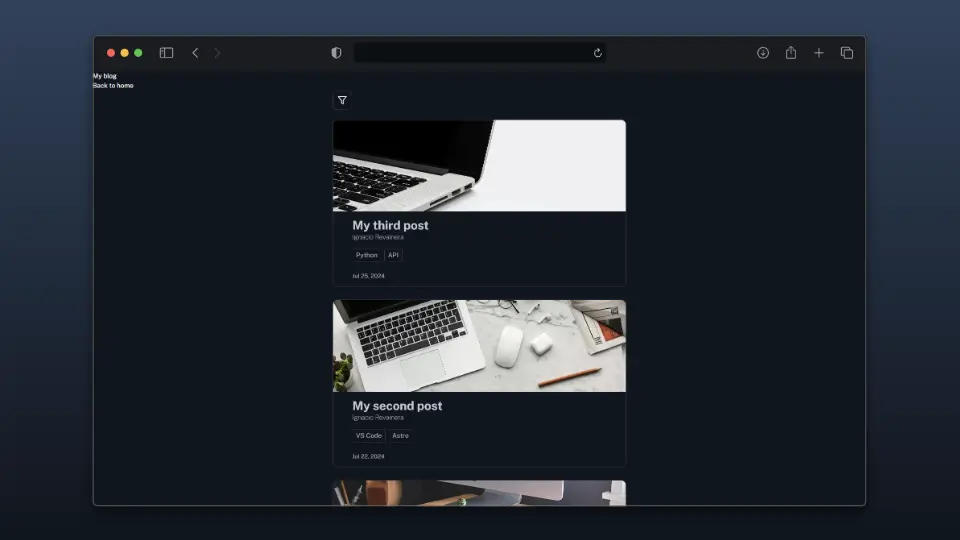 My blog
Back to home
My third post
Ignacio Revainera
Python API
Jul 25, 2024
My second post
Ignacio Revainera
VS Code Astro
Jul 22, 2024